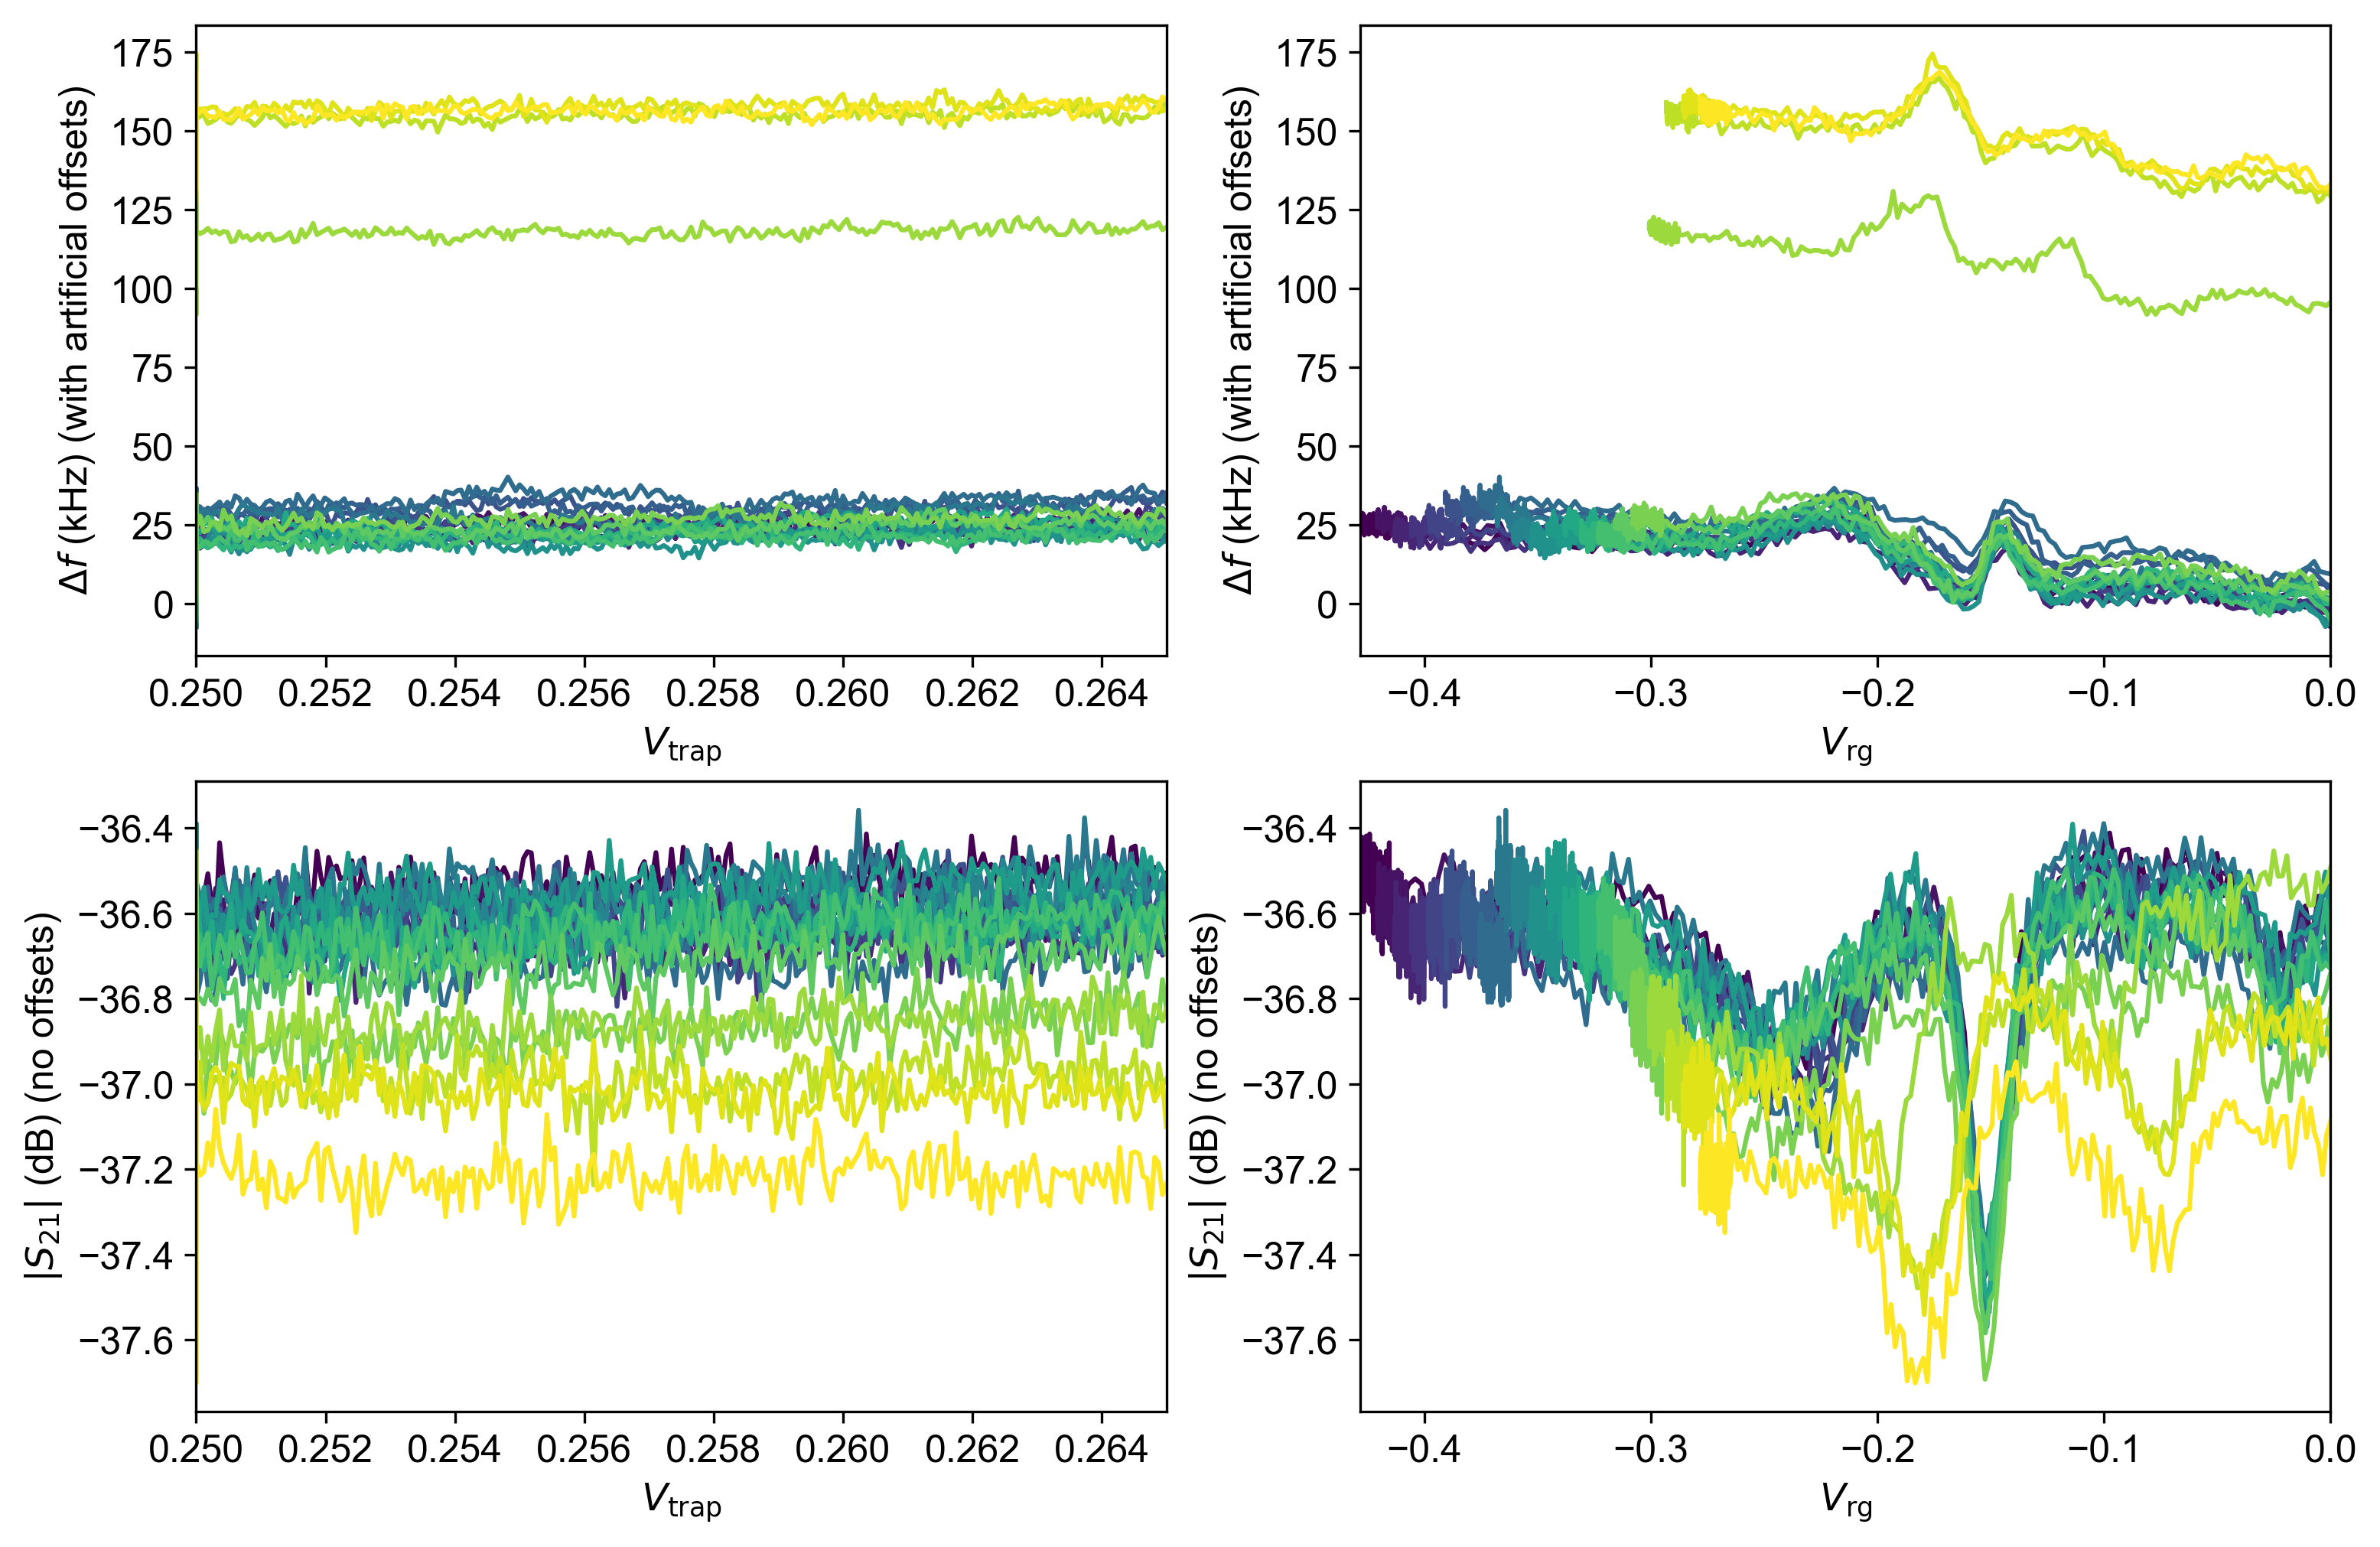 Δf (kHz) (with artificial offsets)
175
150
125
100
75
50
25
0
0.250 0.252 0.254 0.256 0.258 0.260 0.262 0.264
V_trap
Δf (kHz) (with artificial offsets)
175
150
125
100
75
50
25
0
−0.4 −0.3 −0.2 −0.1 0.0
V_rg
|S_21| (dB) (no offsets)
−36.4
−36.6
−36.8
−37.0
−37.2
−37.4
−37.6
0.250 0.252 0.254 0.256 0.258 0.260 0.262 0.264
V_trap
|S_21| (dB) (no offsets)
−36.4
−36.6
−36.8
−37.0
−37.2
−37.4
−37.6
−0.4 −0.3 −0.2 −0.1 0.0
V_rg